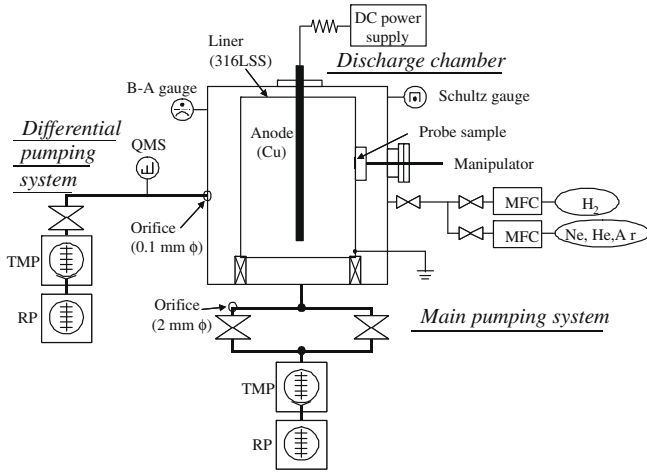 DC power
supply
Liner
(316LSS)
Discharge chamber
B-A gauge
Schultz gauge
Differential
pumping
system
QMS
Anode
(Cu)
Probe sample
Manipulator
MFC
H2
MFC
Ne, He,A r
Orifice
(0.1 mm ϕ)
TMP
RP
Orifice
(2 mm ϕ)
Main pumping system
TMP
RP